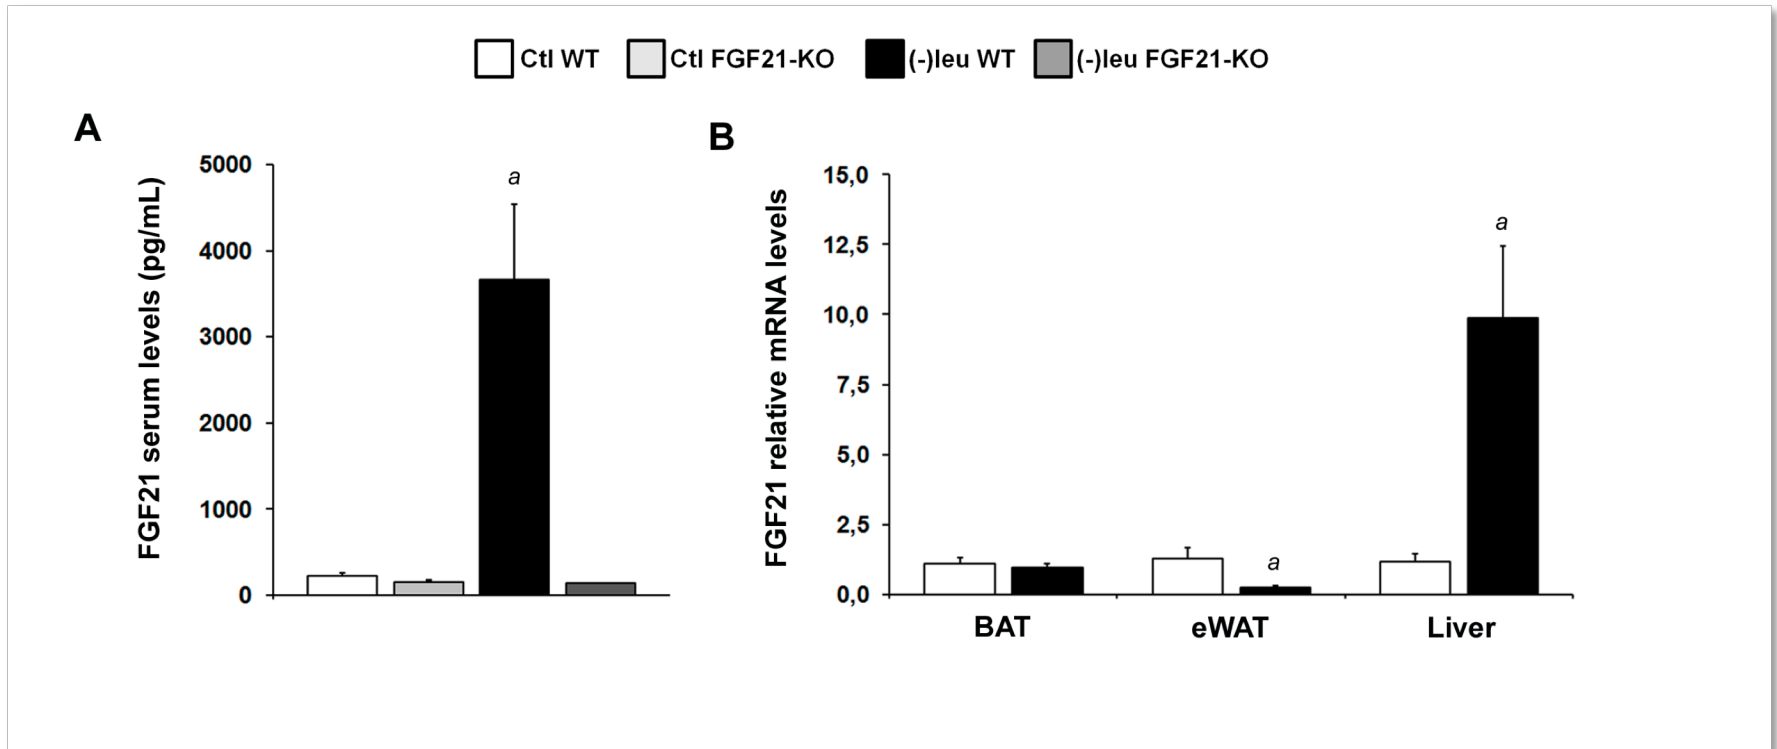 Ctl WT Ctl FGF21-KO (-)leu WT (-)leu FGF21-KO
A
FGF21 serum levels (pg/mL)
5000
4000
3000
2000
1000
0
a
B
FGF21 relative mRNA levels
15,0
12,5
10,0
7,5
5,0
2,5
0,0
a
a
BAT eWAT Liver